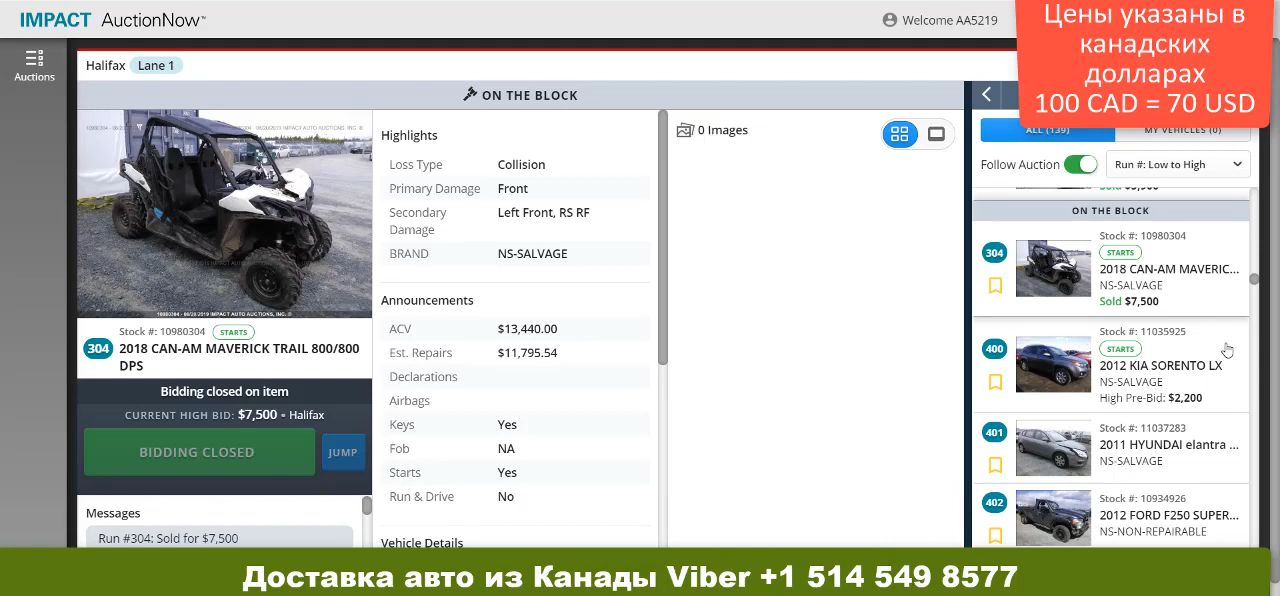 IMPACT AuctionNow™
Welcome AA5219
Цены указаны в
канадских
долларах
100 CAD = 70 USD
Auctions
Halifax Lane 1
ON THE BLOCK
Stock #: 10980304 STARTS
304
2018 CAN-AM MAVERICK TRAIL 800/800
DPS
Bidding closed on item
CURRENT HIGH BID: $7,500 - Halifax
BIDDING CLOSED
JUMP
Messages
Run #304: Sold for $7,500
Highlights
Loss Type Collision
Primary Damage Front
Secondary Left Front, RS RF
Damage
BRAND NS-SALVAGE
Announcements
ACV $13,440.00
Est. Repairs $11,795.54
Declarations
Airbags
Keys Yes
Fob NA
Starts Yes
Run & Drive No
Vehicle Details
0 Images
ALL (139)
MY VEHICLES (0)
Follow Auction
Run #: Low to High
ON THE BLOCK
Stock #: 10980304
304
STARTS
2018 CAN-AM MAVERIC...
NS-SALVAGE
Sold $7,500
Stock #: 11035925
400
STARTS
2012 KIA SORENTO LX
NS-SALVAGE
High Pre-Bid: $2,200
Stock #: 11037283
401
2011 HYUNDAI elantra ...
NS-SALVAGE
Stock #: 10934926
402
2012 FORD F250 SUPER...
NS-NON-REPAIRABLE
Доставка авто из Канады Viber +1 514 549 8577